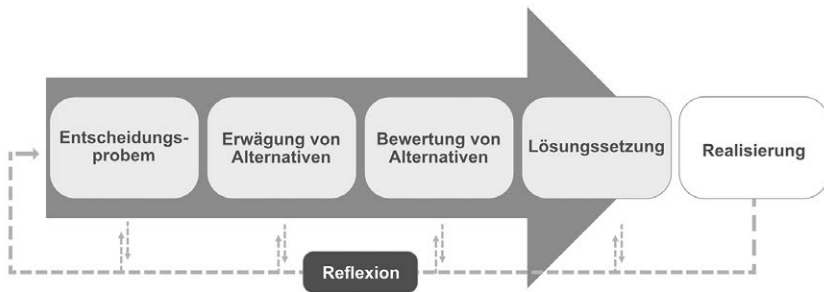 Entscheidungs-
probem
Erwägung von
Alternativen
Bewertung von
Alternativen
Lösungssetzung
Realisierung
Reflexion